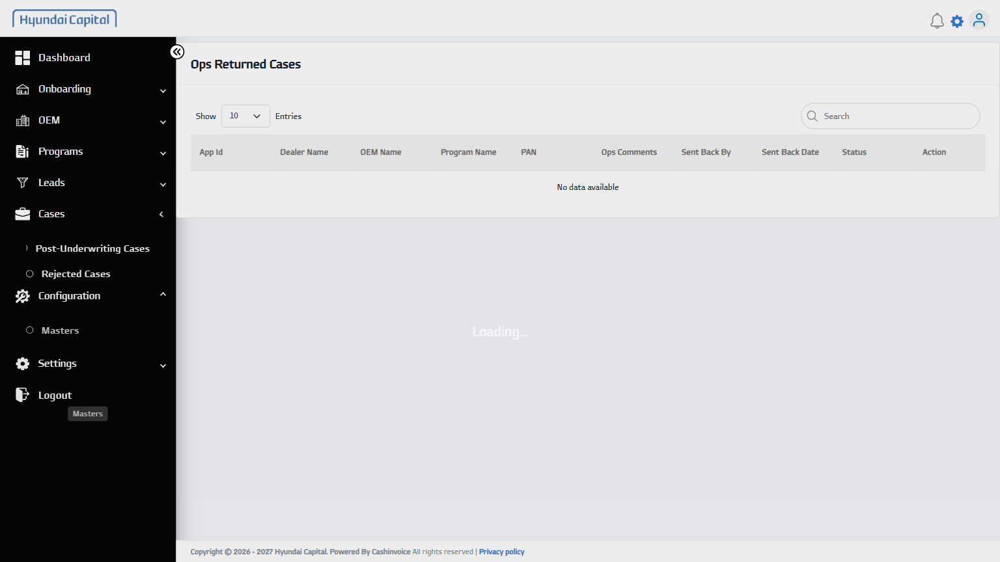 Hyundai Capital
Dashboard
Onboarding
OEM
Programs
Leads
Cases
Post-Underwriting Cases
Rejected Cases
Configuration
Masters
Settings
Logout
Masters
Ops Returned Cases
Show 10 Entries
Search
App Id Dealer Name OEM Name Program Name PAN Ops Comments Sent Back By Sent Back Date Status Action
No data available
Loading...
Copyright © 2026 - 2027 Hyundai Capital. Powered By Cashinvoice All rights reserved | Privacy policy